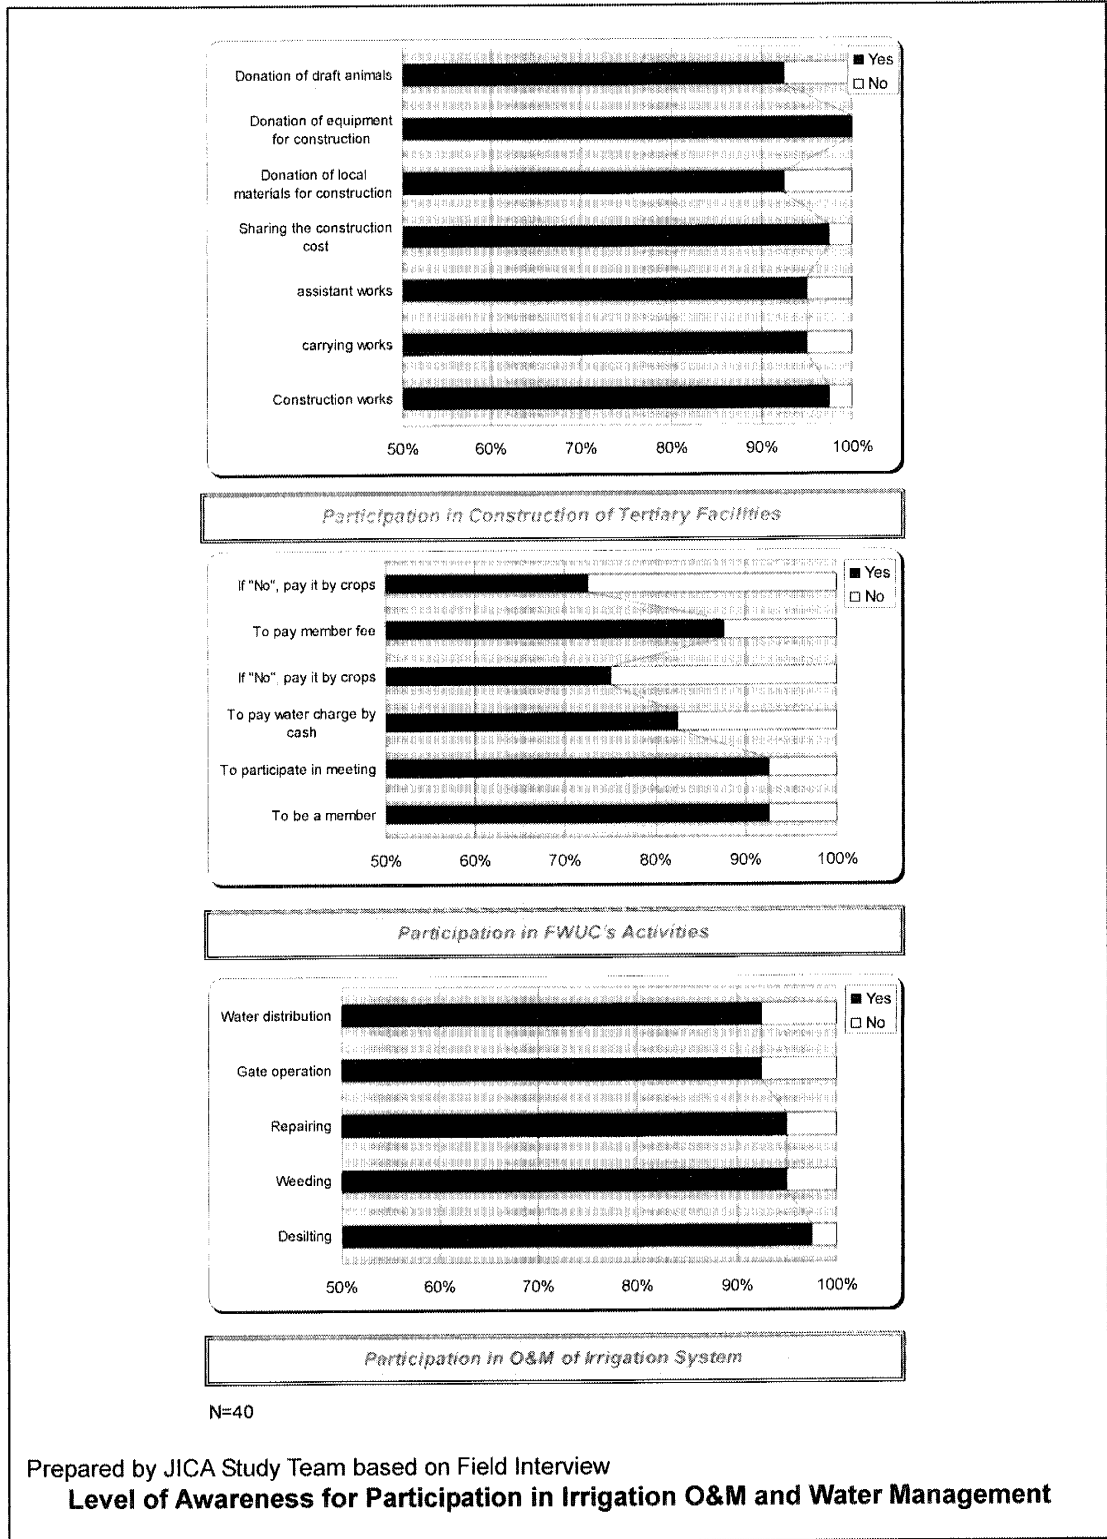 Yes
No
Donation of draft animals
Donation of equipment
for construction
Donation of local
materials for construction
Sharing the construction
cost
assistant works
carrying works
Construction works
50% 60% 70% 80% 90% 100%
Participation in Construction of Tertiary Facilities
Yes
No
If "No", pay it by crops
To pay member fee
If "No", pay it by crops
To pay water charge by
cash
To participate in meeting
To be a member
50% 60% 70% 80% 90% 100%
Participation in FWUC's Activities
Yes
No
Water distribution
Gate operation
Repairing
Weeding
Desilting
50% 60% 70% 80% 90% 100%
Participation in O&M of Irrigation System
N=40
Prepared by JICA Study Team based on Field Interview
Level of Awareness for Participation in Irrigation O&M and Water Management